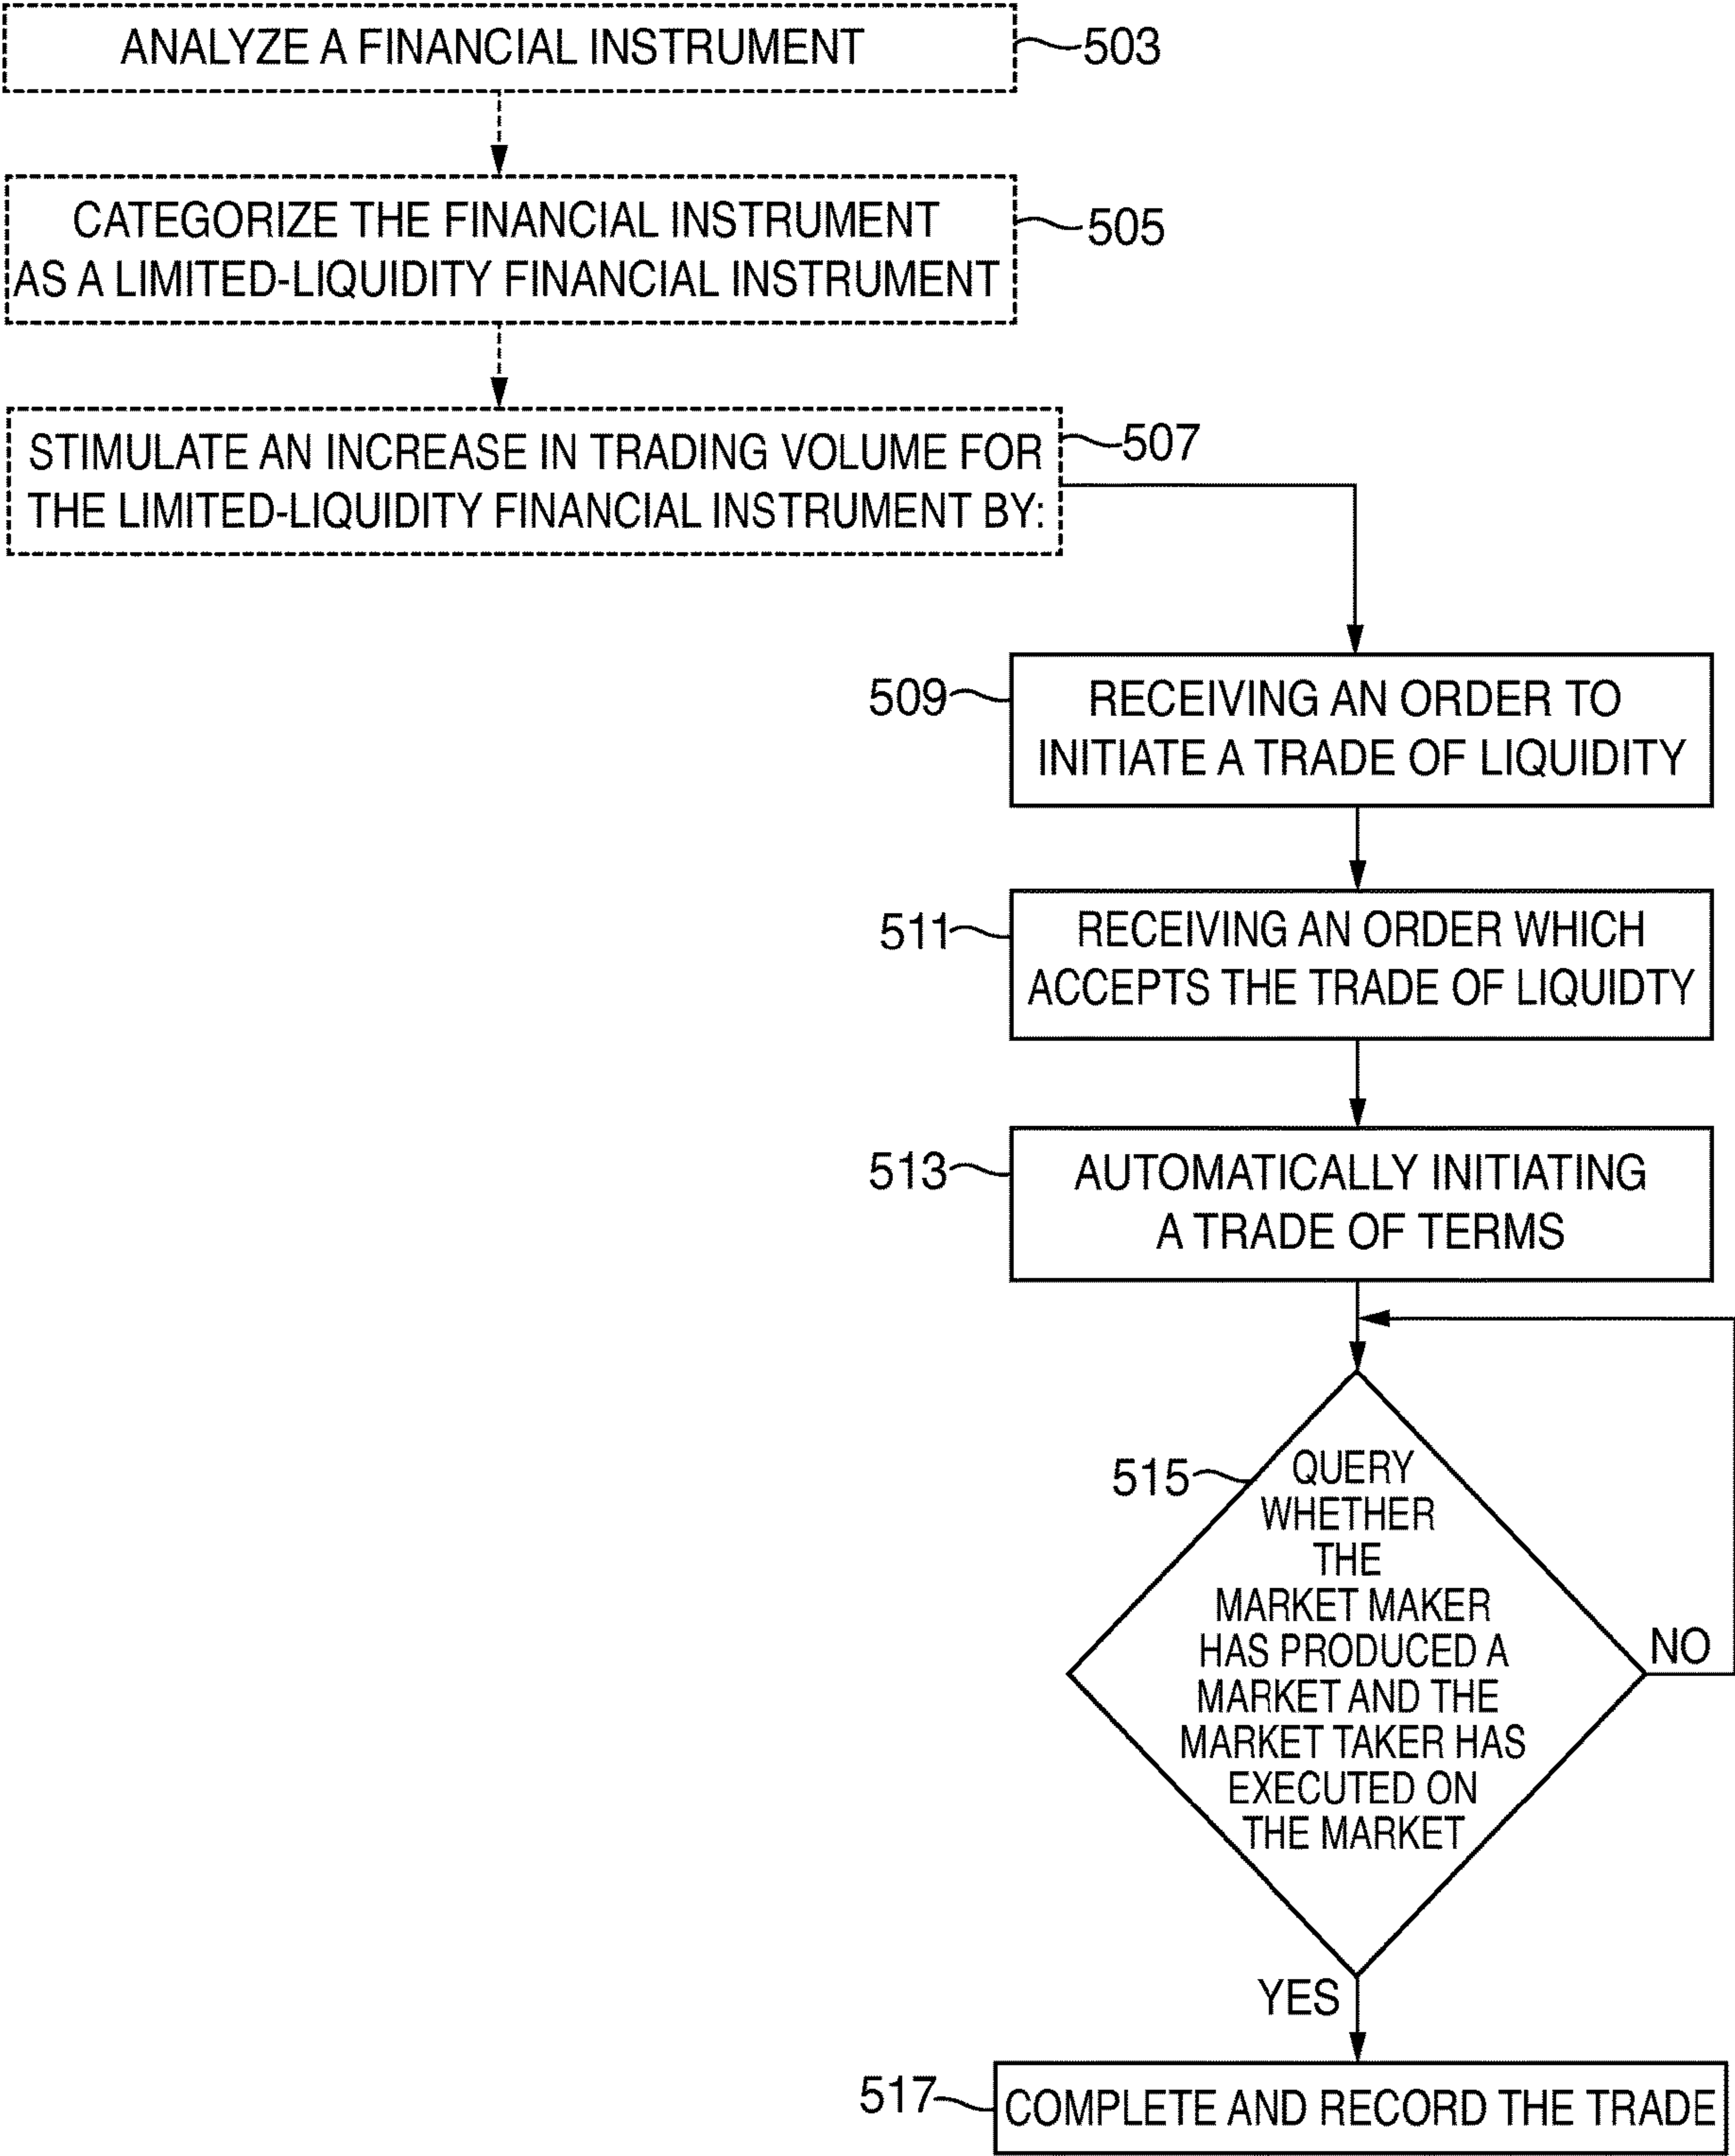 ANALYZE A FINANCIAL INSTRUMENT
503
CATEGORIZE THE FINANCIAL INSTRUMENT
AS A LIMITED-LIQUIDITY FINANCIAL INSTRUMENT
505
STIMULATE AN INCREASE IN TRADING VOLUME FOR
THE LIMITED-LIQUIDITY FINANCIAL INSTRUMENT BY:
507
509
RECEIVING AN ORDER TO
INITIATE A TRADE OF LIQUIDITY
511
RECEIVING AN ORDER WHICH
ACCEPTS THE TRADE OF LIQUIDTY
513
AUTOMATICALLY INITIATING
A TRADE OF TERMS
515
QUERY
WHETHER
THE
MARKET MAKER
HAS PRODUCED A
MARKET AND THE
MARKET TAKER HAS
EXECUTED ON
THE MARKET
NO
YES
517
COMPLETE AND RECORD THE TRADE